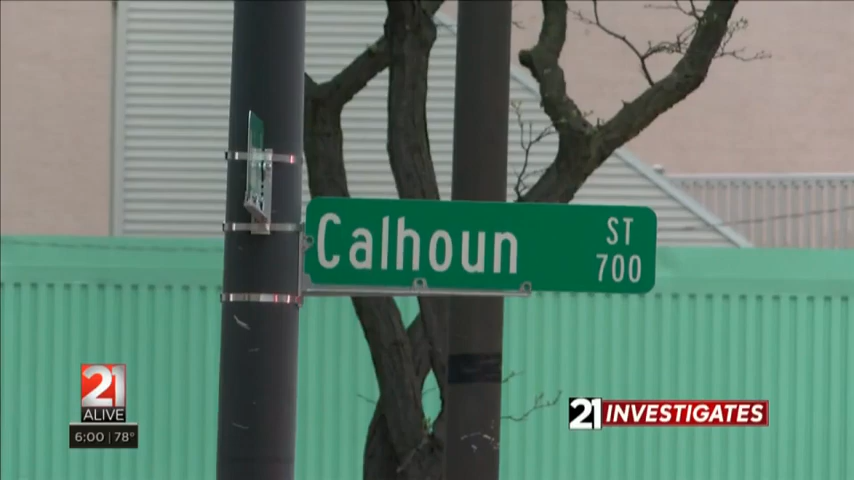 Calhoun
ST
700
21
ALIVE
6:00 | 78°
21 INVESTIGATES